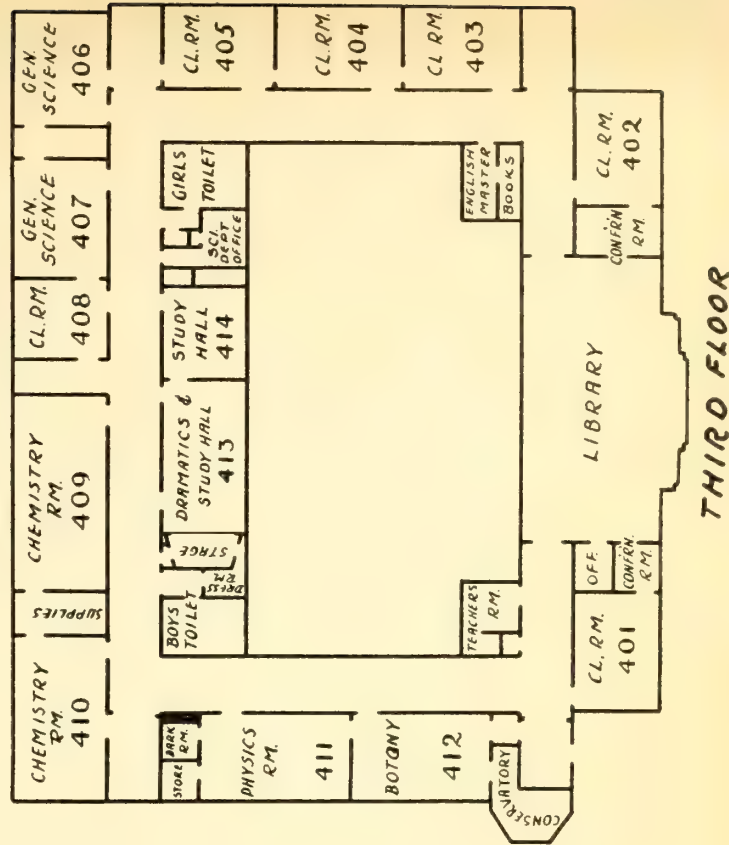 CHEMISTRY
RM.
410
SUPPLIES
CHEMISTRY
RM.
409
CL. RM.
408
GEN.
SCIENCE
407
GEN.
SCIENCE
406
STORE
DARK
RM.
BOYS
TOILET
DRESS
RM.
STAGE
DRAMATICS &
STUDY HALL
413
STUDY
HALL
414
SCI.
DEPT
OFFICE
GIRLS
TOILET
CL. RM.
405
PHYSICS
RM.
411
CL. RM.
404
BOTANY
412
CL. RM.
403
TEACHERS
RM.
ENGLISH
MASTER
BOOKS
CONSERVATORY
CL. RM.
401
OFF.
CONF'R'N
RM.
LIBRARY
CONF'R'N
RM.
CL. RM.
402
THIRD FLOOR